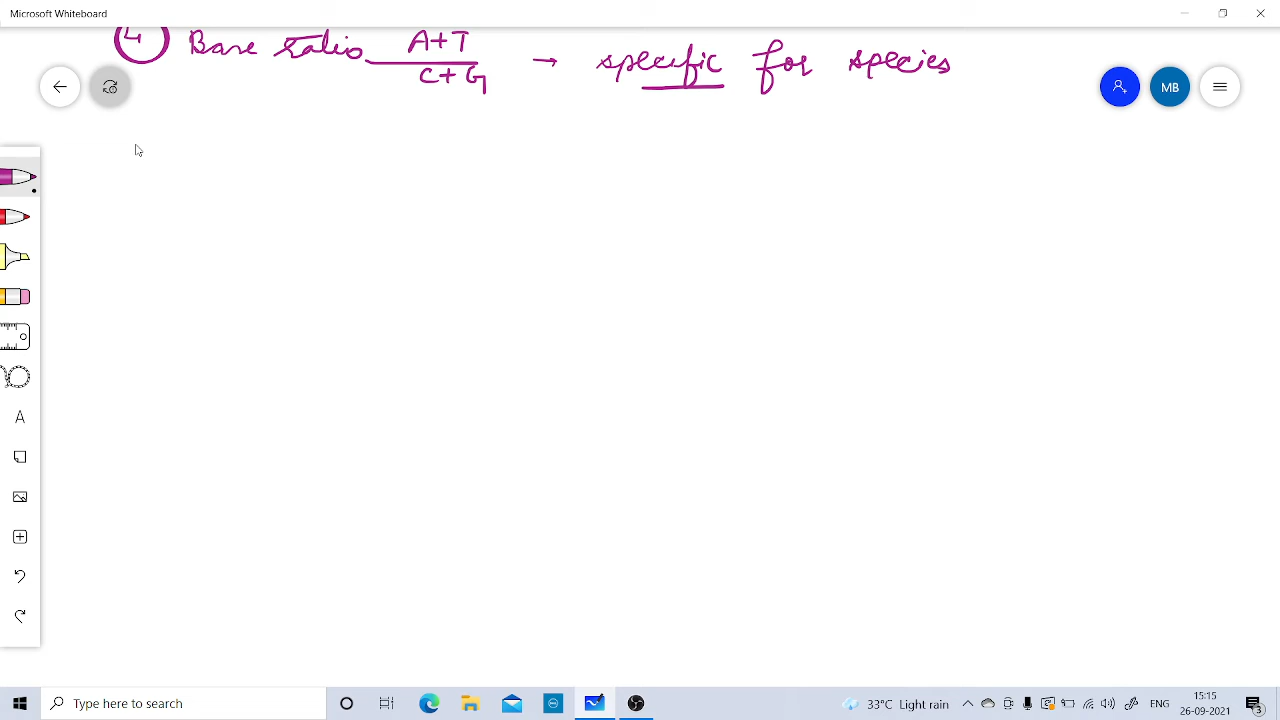 Microsoft Whiteboard
4 Base ratio A+T / C+G → specific for species
MB
A
Type here to search
33°C Light rain
ENG
15:15
26-09-2021
3